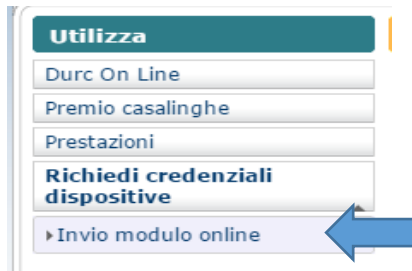 Utilizza
Durc On Line
Premio casalinghe
Prestazioni
Richiedi credenziali
dispositive
Invio modulo online